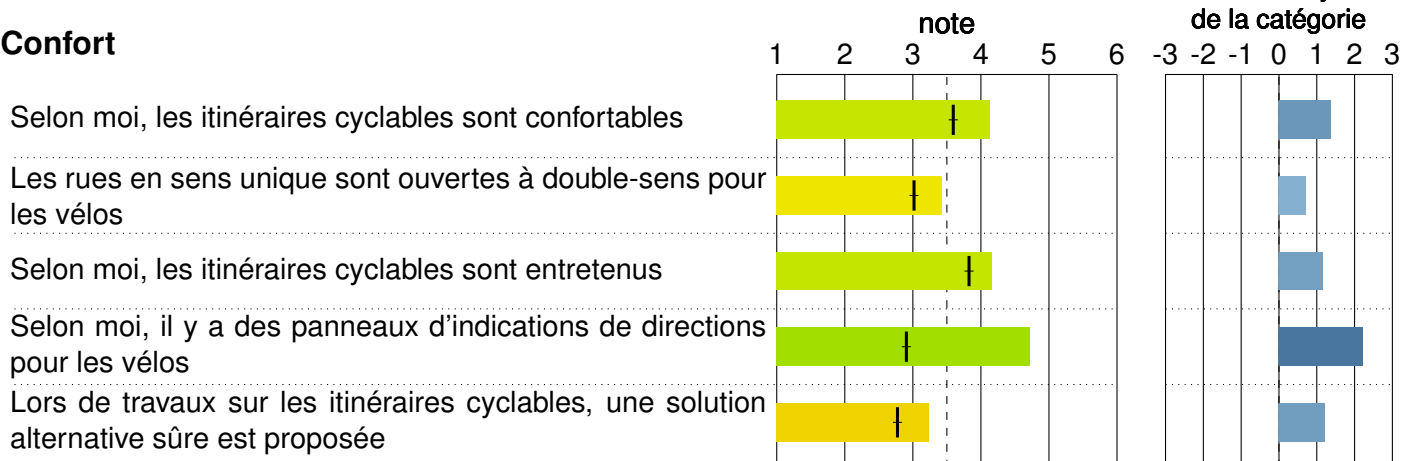 note
de la catégorie
Confort
1 2 3 4 5 6
-3 -2 -1 0 1 2 3
Selon moi, les itinéraires cyclables sont confortables
Les rues en sens unique sont ouvertes à double-sens pour
les vélos
Selon moi, les itinéraires cyclables sont entretenus
Selon moi, il y a des panneaux d'indications de directions
pour les vélos
Lors de travaux sur les itinéraires cyclables, une solution
alternative sûre est proposée